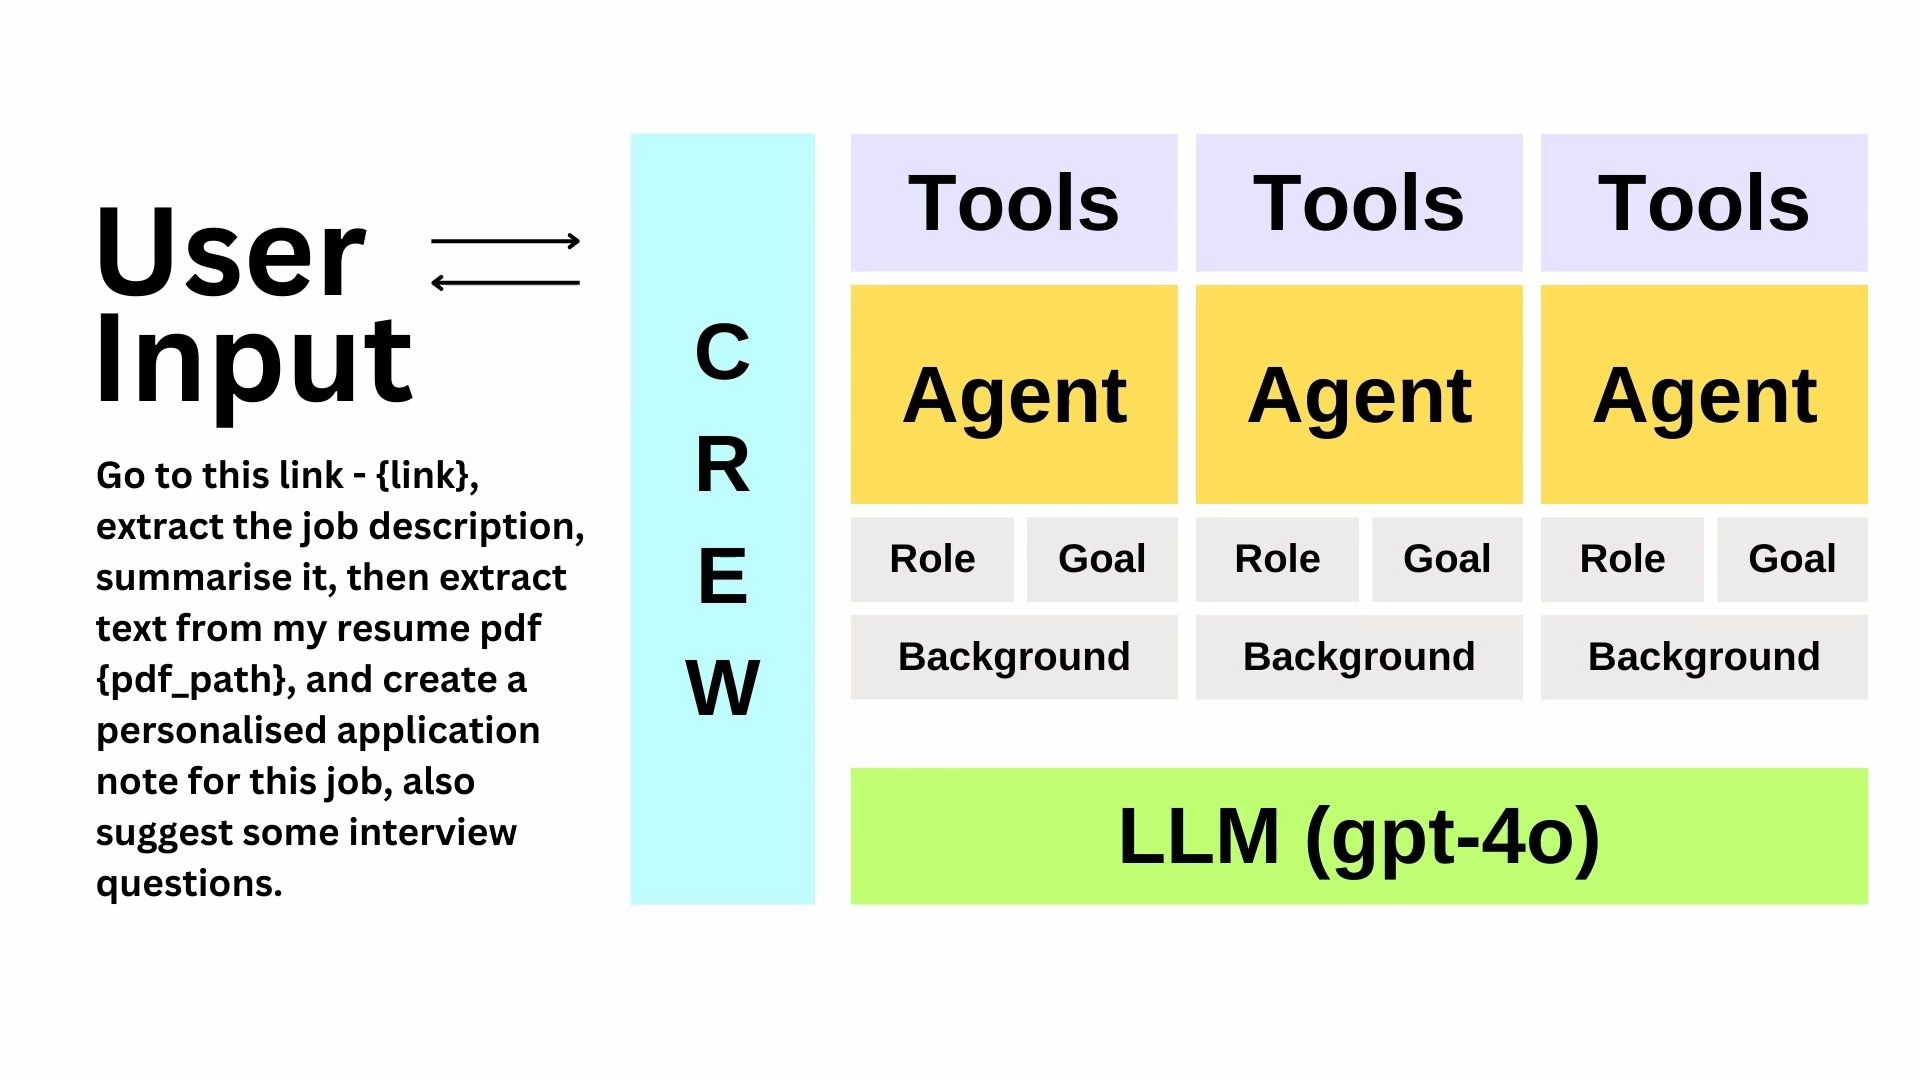 User
Input
Go to this link - {link},
extract the job description,
summarise it, then extract
text from my resume pdf
{pdf_path}, and create a
personalised application
note for this job, also
suggest some interview
questions.
C
R
E
W
Tools Tools Tools
Agent Agent Agent
Role Goal Role Goal Role Goal
Background Background Background
LLM (gpt-4o)